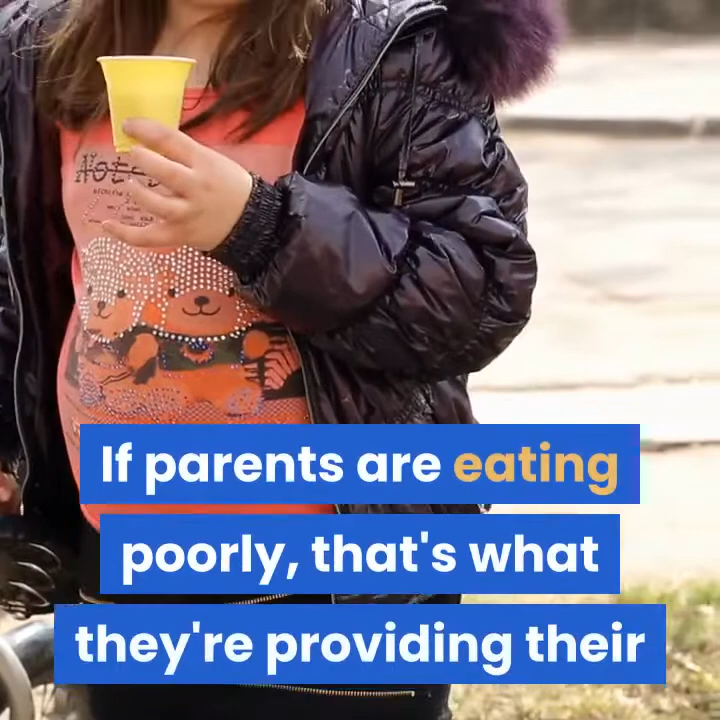 If parents are eating
poorly, that's what
they're providing their